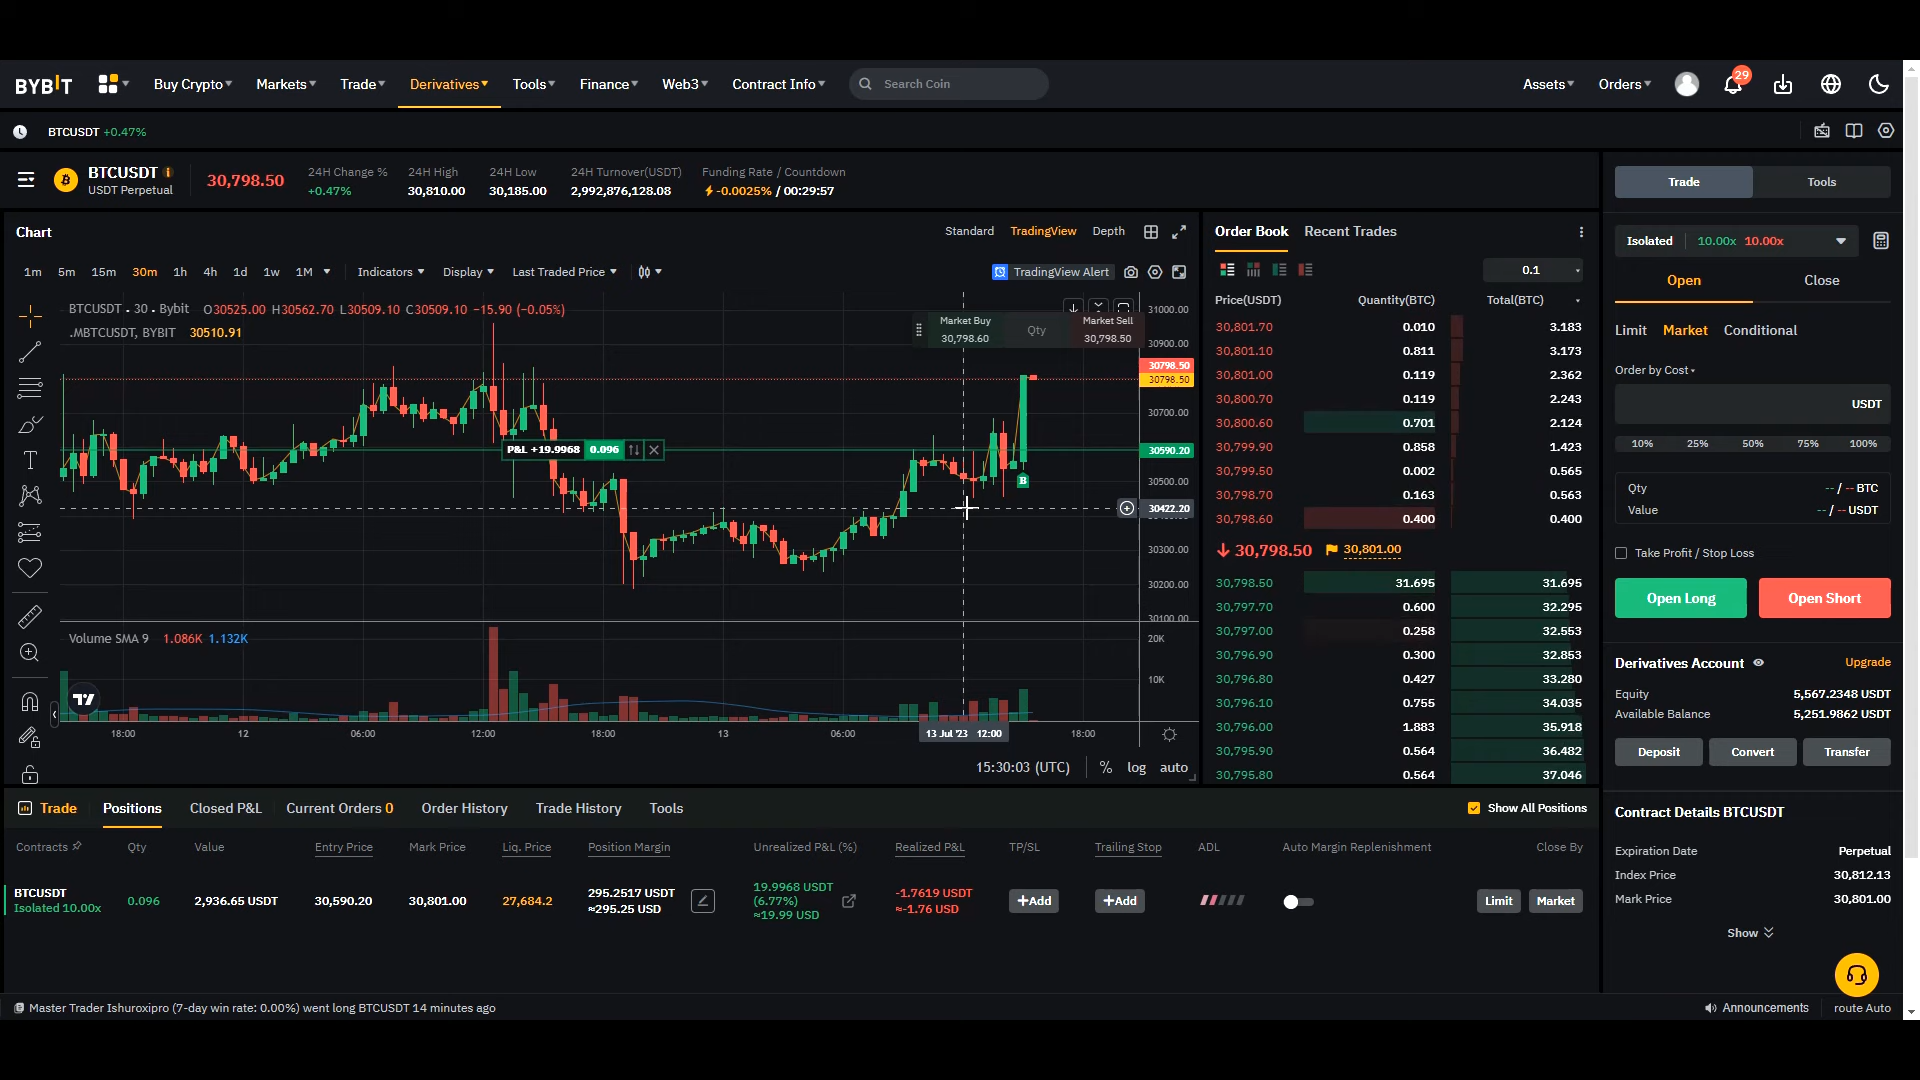 BYBIT
Buy Crypto
Markets
Trade
Derivatives
Tools
Finance
Web3
Contract Info
Search Coin
Assets
Orders
29
BTCUSDT +0.47%
BTCUSDT
USDT Perpetual
30,798.50
24H Change %
+0.47%
24H High
30,810.00
24H Low
30,185.00
24H Turnover(USDT)
2,992,876,128.08
Funding Rate / Countdown
-0.0025% / 00:29:57
Chart
Standard TradingView Depth
1m 5m 15m 30m 1h 4h 1d 1w 1M Indicators Display Last Traded Price
TradingView Alert
BTCUSDT · 30 · Bybit O30525.00 H30562.70 L30509.10 C30509.10 -15.90 (-0.05%)
.MBTCUSDT, BYBIT 30510.91
Market Buy
30,798.60
Qty
Market Sell
30,798.50
31000.00
30900.00
30798.50
30798.50
30700.00
30590.20
30500.00
30422.20
30300.00
30200.00
30100.00
P&L +19.9968 0.096
B
Volume SMA 9 1.086K 1.132K
20K
10K
18:00 12 06:00 12:00 18:00 13 06:00 13 Jul '23 12:00 18:00
15:30:03 (UTC) % log auto
Order Book Recent Trades
0.1
Price(USDT) Quantity(BTC) Total(BTC)
30,801.70 0.010 3.183
30,801.10 0.811 3.173
30,801.00 0.119 2.362
30,800.70 0.119 2.243
30,800.60 0.701 2.124
30,799.90 0.858 1.423
30,799.50 0.002 0.565
30,798.70 0.163 0.563
30,798.60 0.400 0.400
30,798.50 30,801.00
30,798.50 31.695 31.695
30,797.70 0.600 32.295
30,797.00 0.258 32.553
30,796.90 0.300 32.853
30,796.80 0.427 33.280
30,796.10 0.755 34.035
30,796.00 1.883 35.918
30,795.90 0.564 36.482
30,795.80 0.564 37.046
Trade Tools
Isolated 10.00x 10.00x
Open Close
Limit Market Conditional
Order by Cost
USDT
10% 25% 50% 75% 100%
Qty -- / -- BTC
Value -- / -- USDT
Take Profit / Stop Loss
Open Long Open Short
Derivatives Account Upgrade
Equity 5,567.2348 USDT
Available Balance 5,251.9862 USDT
Deposit Convert Transfer
Contract Details BTCUSDT
Expiration Date Perpetual
Index Price 30,812.13
Mark Price 30,801.00
Show
Trade Positions Closed P&L Current Orders 0 Order History Trade History Tools
Show All Positions
Contracts Qty Value Entry Price Mark Price Liq. Price Position Margin Unrealized P&L (%) Realized P&L TP/SL Trailing Stop ADL Auto Margin Replenishment Close By
BTCUSDT
Isolated 10.00x
0.096
2,936.65 USDT
30,590.20
30,801.00
27,684.2
295.2517 USDT
≈295.25 USD
19.9968 USDT
(6.77%)
≈19.99 USD
-1.7619 USDT
≈-1.76 USD
+Add
+Add
Limit
Market
Master Trader Ishuroxipro (7-day win rate: 0.00%) went long BTCUSDT 14 minutes ago
Announcements
route Auto